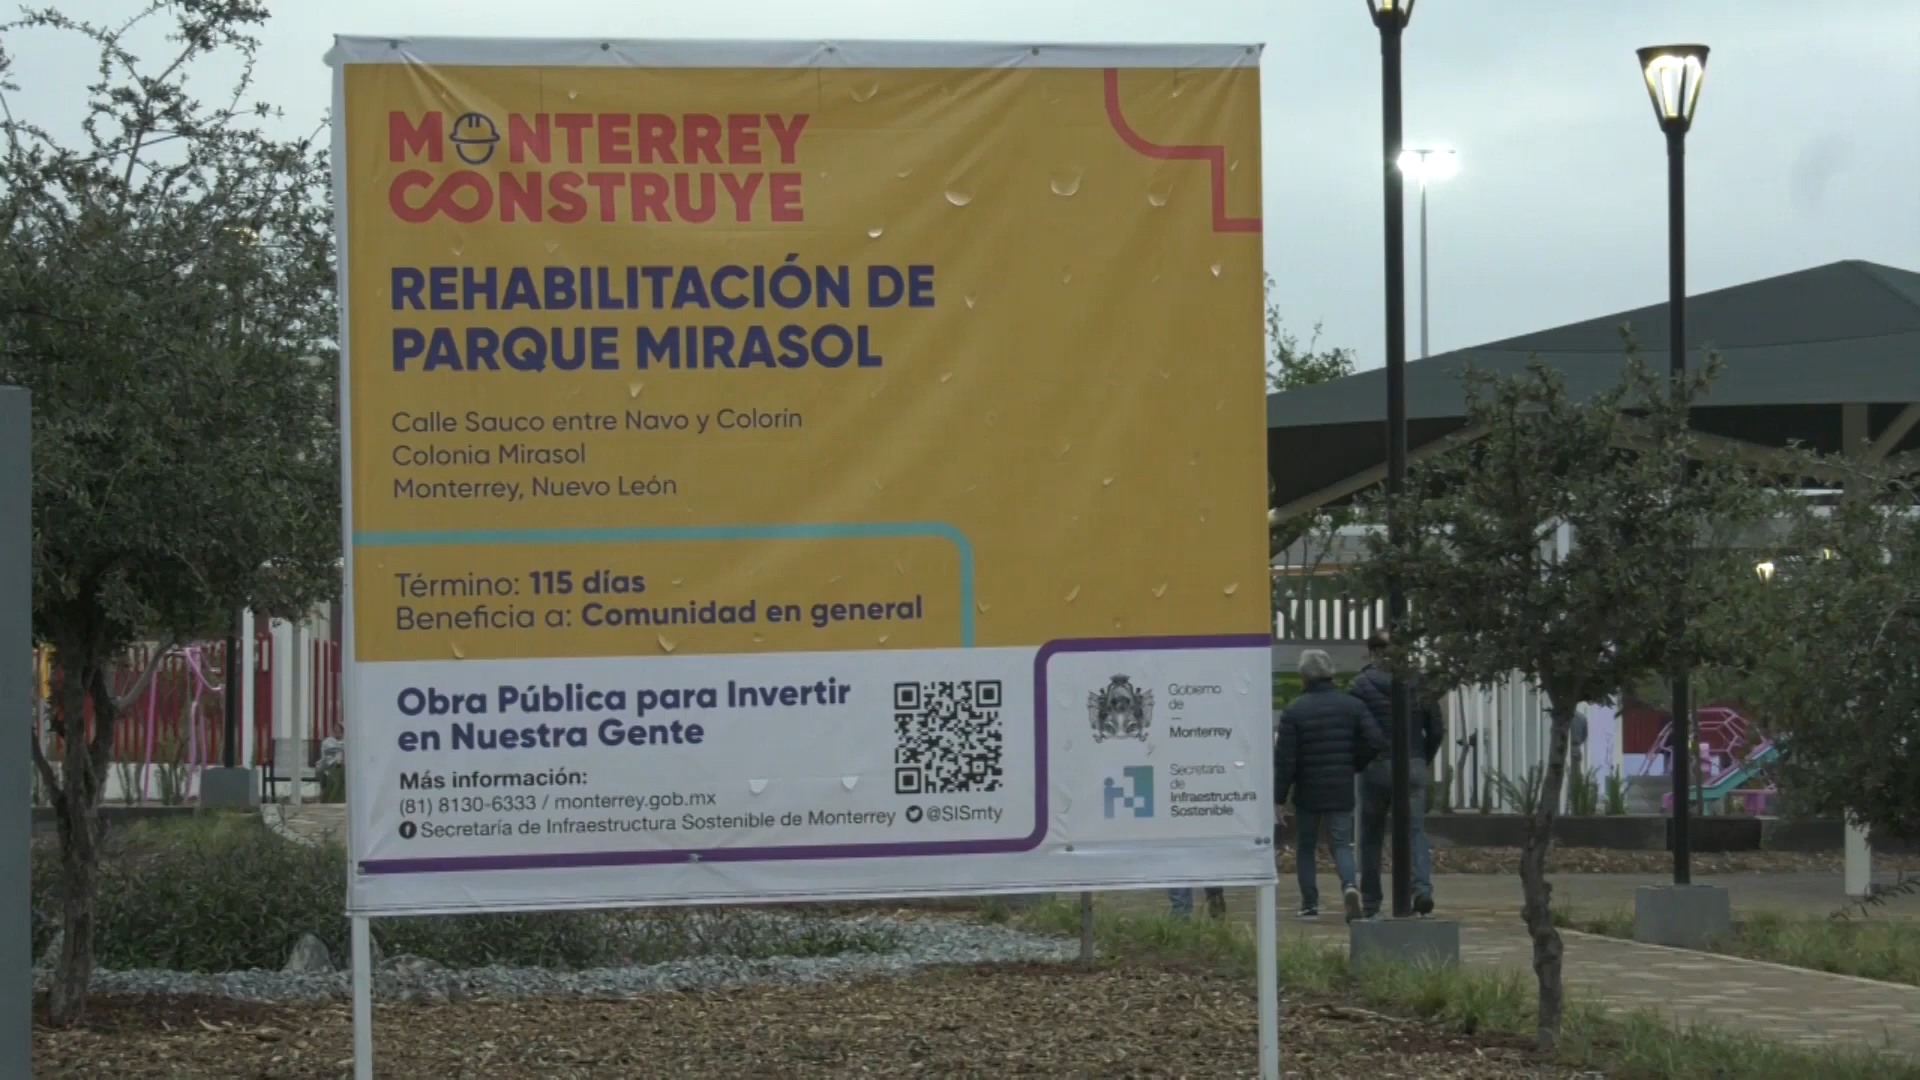 MONTERREY
CONSTRUYE
REHABILITACIÓN DE
PARQUE MIRASOL
Calle Sauco entre Navo y Colorín
Colonia Mirasol
Monterrey, Nuevo León
Término: 115 días
Beneficia a: Comunidad en general
Obra Pública para Invertir
en Nuestra Gente
Más información:
(81) 8130-6333 / monterrey.gob.mx
Secretaría de Infraestructura Sostenible de Monterrey @SISmty
Gobierno
de
—
Monterrey
Secretaría
de
Infraestructura
Sostenible